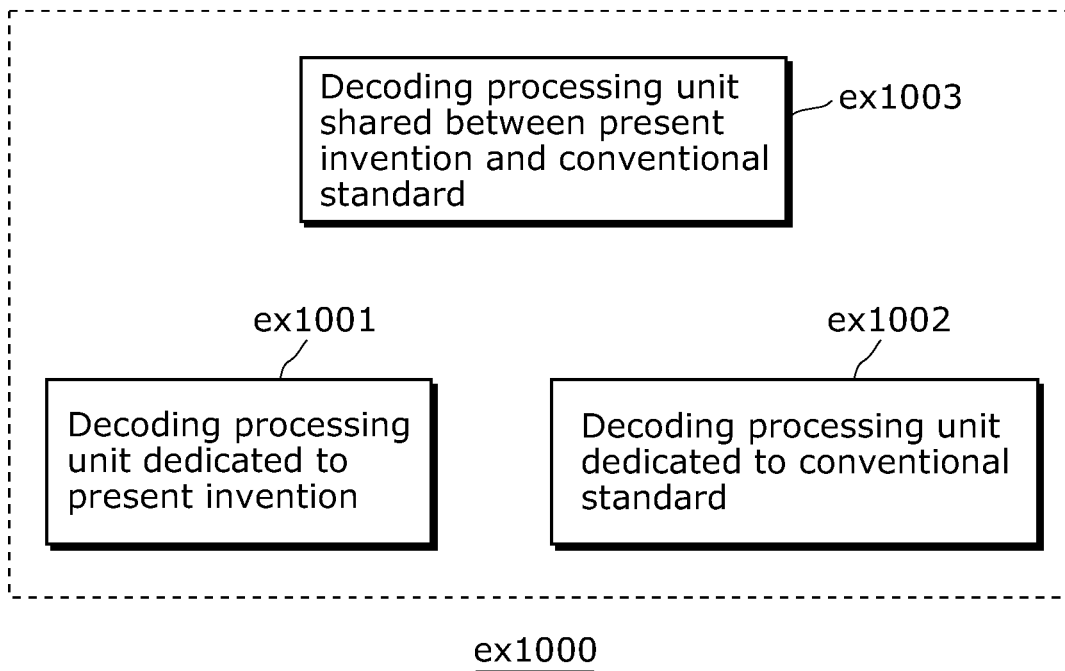 Decoding processing unit
shared between present
invention and conventional
standard
ex1003
ex1001
ex1002
Decoding processing
unit dedicated to
present invention
Decoding processing unit
dedicated to conventional
standard
ex1000